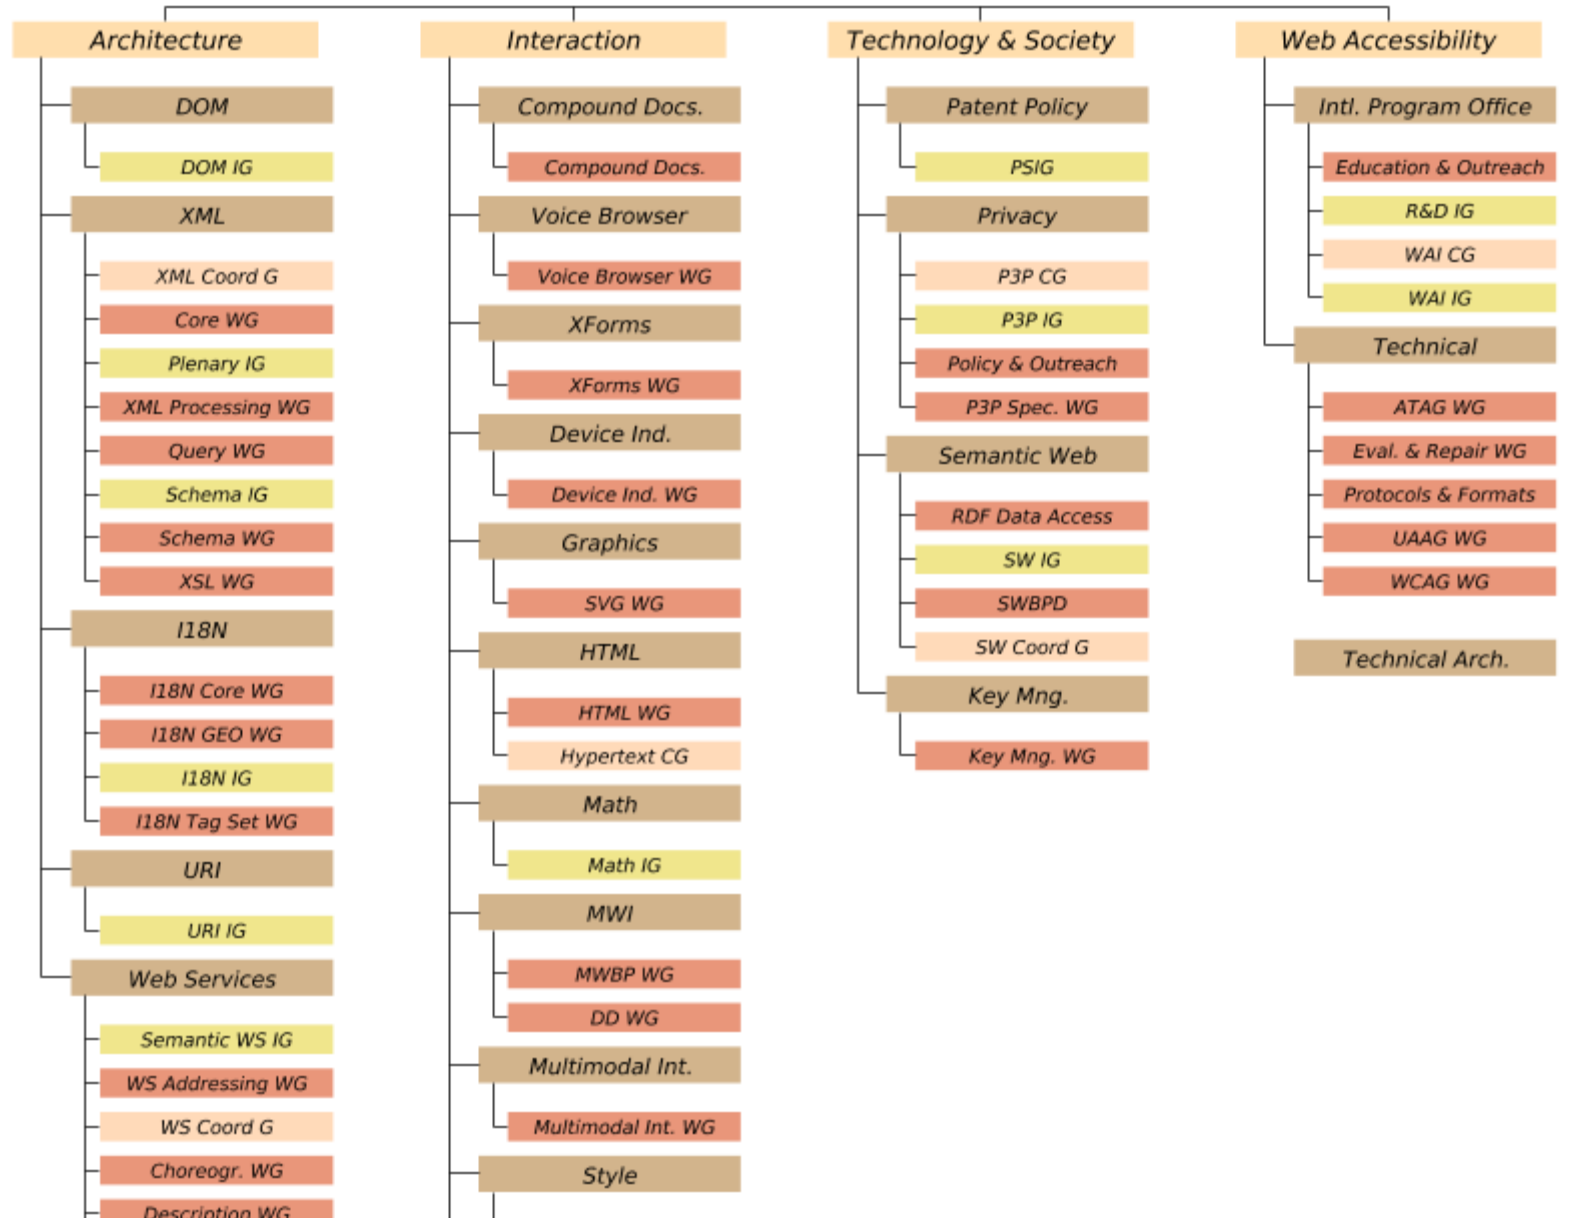 Architecture
DOM
DOM IG
XML
XML Coord G
Core WG
Plenary IG
XML Processing WG
Query WG
Schema IG
Schema WG
XSL WG
I18N
I18N Core WG
I18N GEO WG
I18N IG
I18N Tag Set WG
URI
URI IG
Web Services
Semantic WS IG
WS Addressing WG
WS Coord G
Choreogr. WG
Description WG
Interaction
Compound Docs.
Compound Docs.
Voice Browser
Voice Browser WG
XForms
XForms WG
Device Ind.
Device Ind. WG
Graphics
SVG WG
HTML
HTML WG
Hypertext CG
Math
Math IG
MWI
MWBP WG
DD WG
Multimodal Int.
Multimodal Int. WG
Style
Technology & Society
Patent Policy
PSIG
Privacy
P3P CG
P3P IG
Policy & Outreach
P3P Spec. WG
Semantic Web
RDF Data Access
SW IG
SWBPD
SW Coord G
Key Mng.
Key Mng. WG
Web Accessibility
Intl. Program Office
Education & Outreach
R&D IG
WAI CG
WAI IG
Technical
ATAG WG
Eval. & Repair WG
Protocols & Formats
UAAG WG
WCAG WG
Technical Arch.